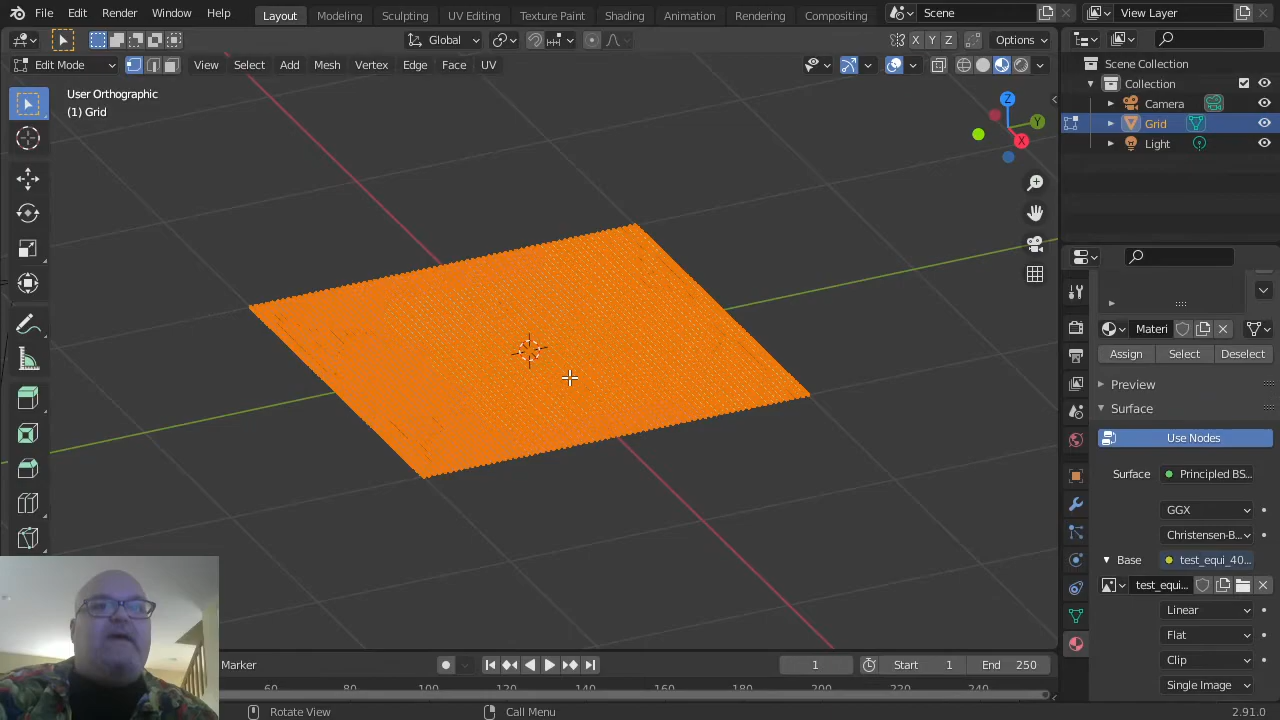 File Edit Render Window Help Layout Modeling Sculpting UV Editing Texture Paint Shading Animation Rendering Compositing Scene View Layer
Global X Y Z Options
Edit Mode View Select Add Mesh Vertex Edge Face UV
User Orthographic
(1) Grid
Z
Y
X
Scene Collection
Collection
Camera
Grid
Light
Materi
Assign Select Deselect
Preview
Surface
Use Nodes
Surface Principled BS...
GGX
Christensen-B...
Base test_equi_40...
test_equi...
Linear
Flat
Clip
Single Image
Marker 1 Start 1 End 250
60 80 100 120 140 160 180 200 220 240
Rotate View Call Menu 2.91.0